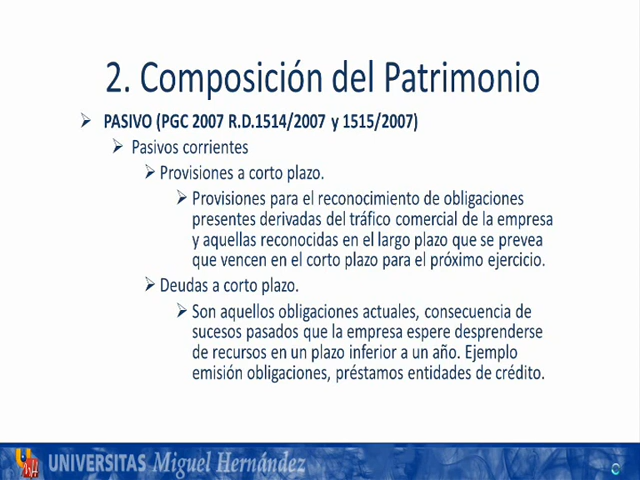 2. Composición del Patrimonio
PASIVO (PGC 2007 R.D.1514/2007 y 1515/2007)
Pasivos corrientes
Provisiones a corto plazo.
Provisiones para el reconocimiento de obligaciones
presentes derivadas del tráfico comercial de la empresa
y aquellas reconocidas en el largo plazo que se prevea
que vencen en el corto plazo para el próximo ejercicio.
Deudas a corto plazo.
Son aquellos obligaciones actuales, consecuencia de
sucesos pasados que la empresa espere desprenderse
de recursos en un plazo inferior a un año. Ejemplo
emisión obligaciones, préstamos entidades de crédito.
UNIVERSITAS Miguel Hernández